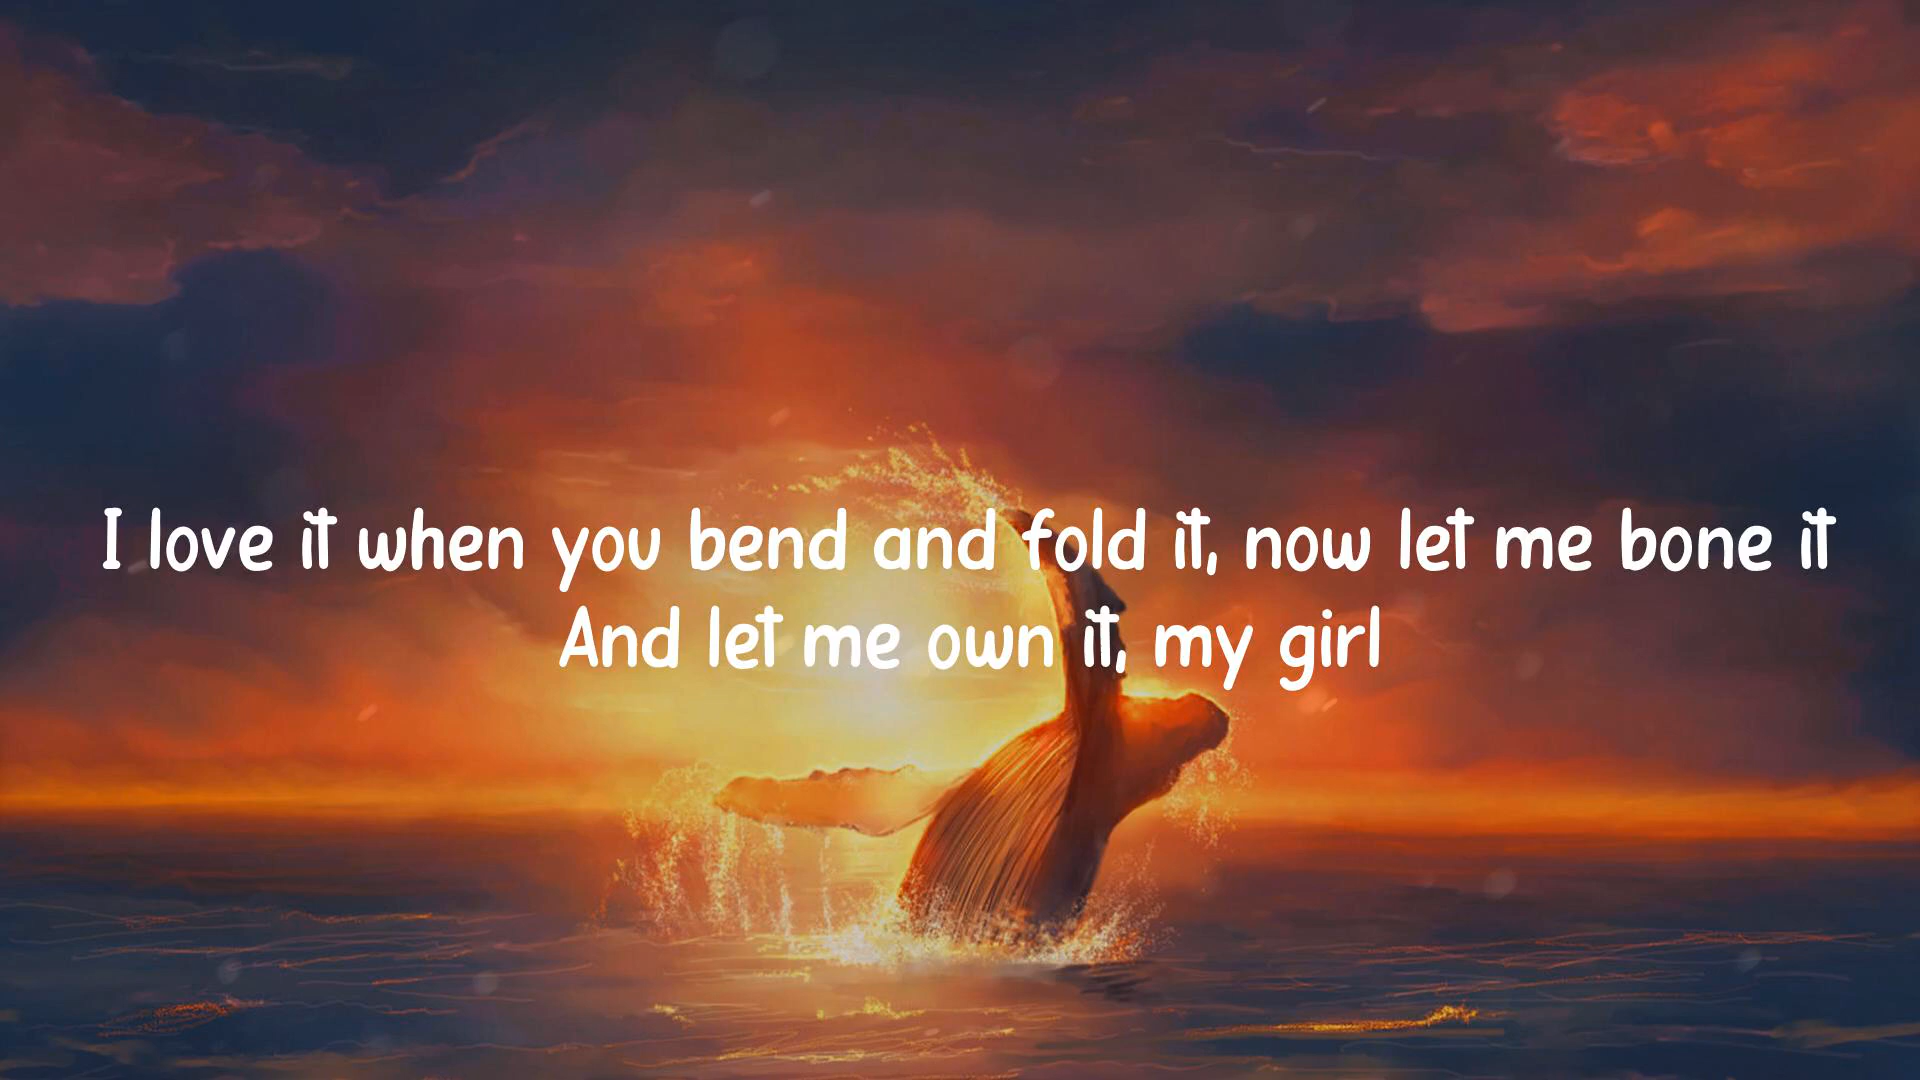 I love it when you bend and fold it, now let me bone it
And let me own it, my girl